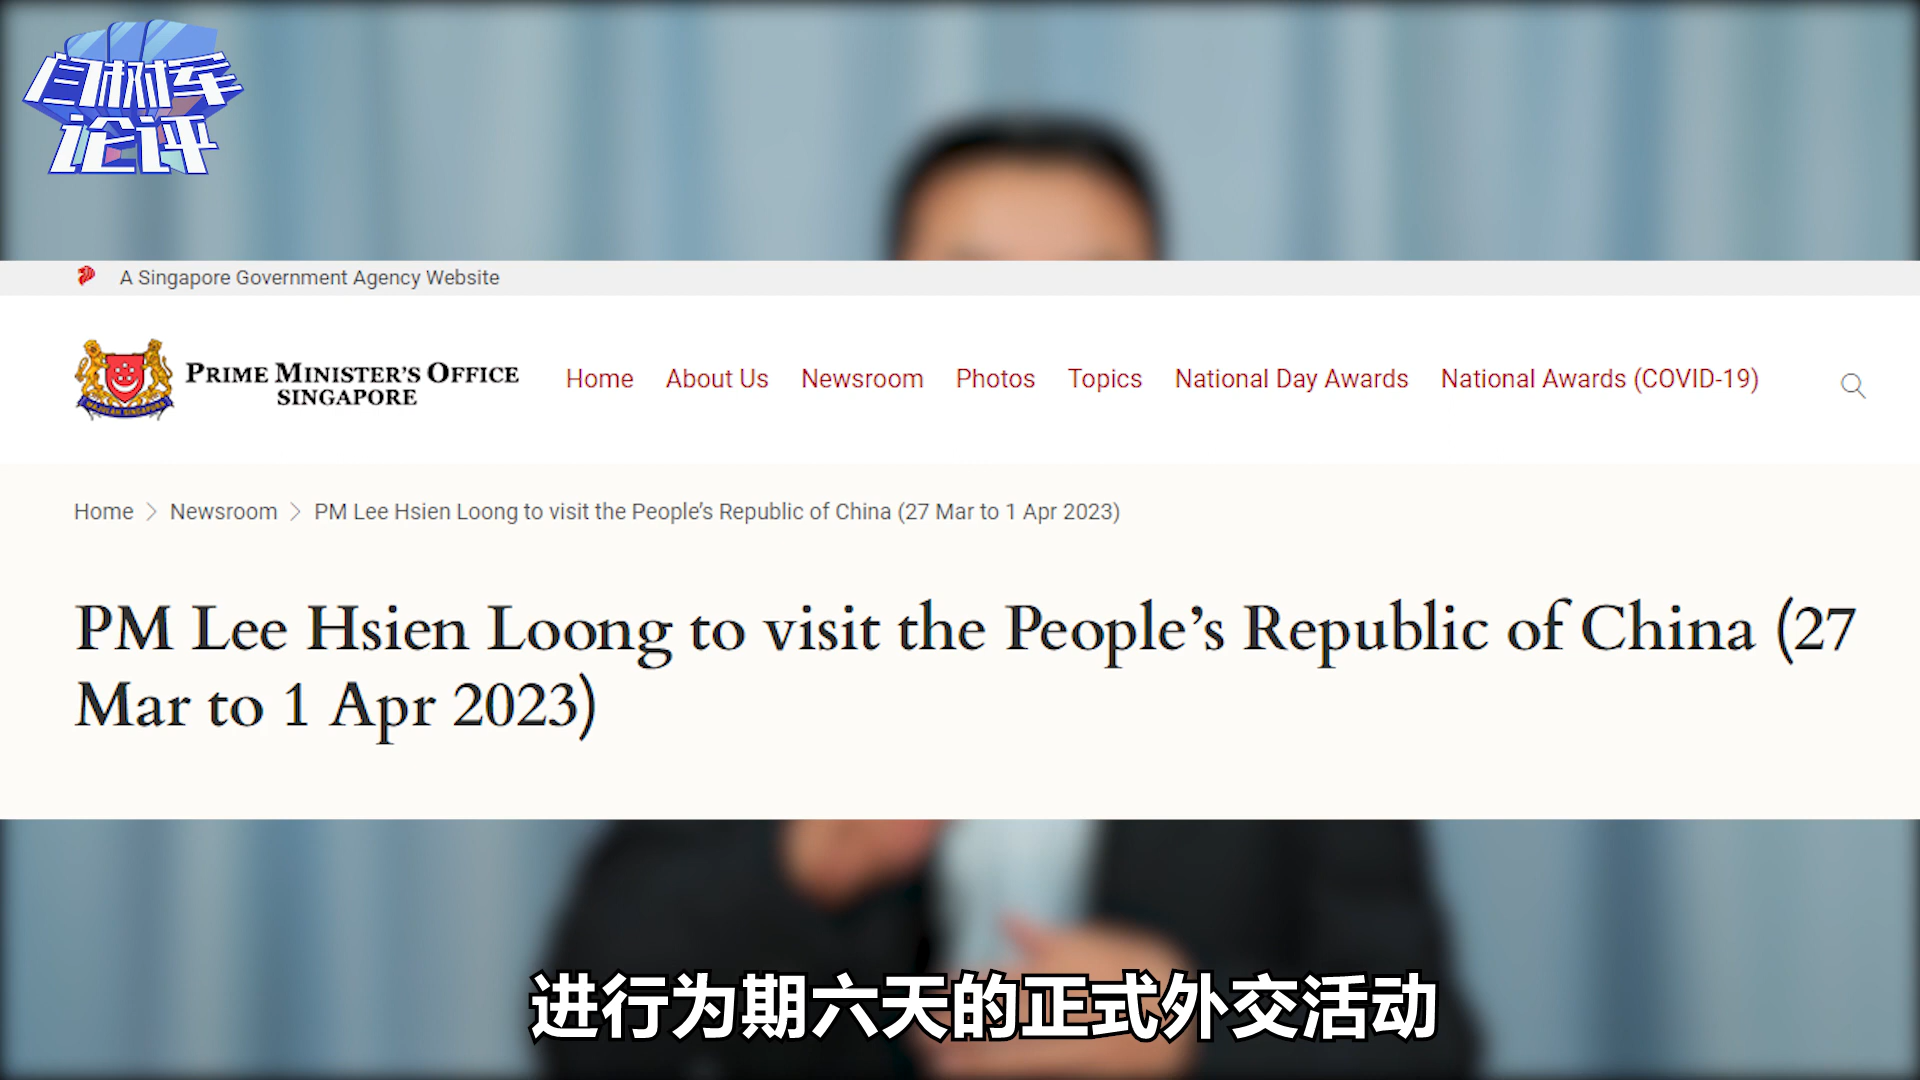 闫树军
论评
A Singapore Government Agency Website
PRIME MINISTER'S OFFICE
SINGAPORE
Home About Us Newsroom Photos Topics National Day Awards National Awards (COVID-19)
Home > Newsroom > PM Lee Hsien Loong to visit the People's Republic of China (27 Mar to 1 Apr 2023)
PM Lee Hsien Loong to visit the People's Republic of China (27
Mar to 1 Apr 2023)
进行为期六天的正式外交活动